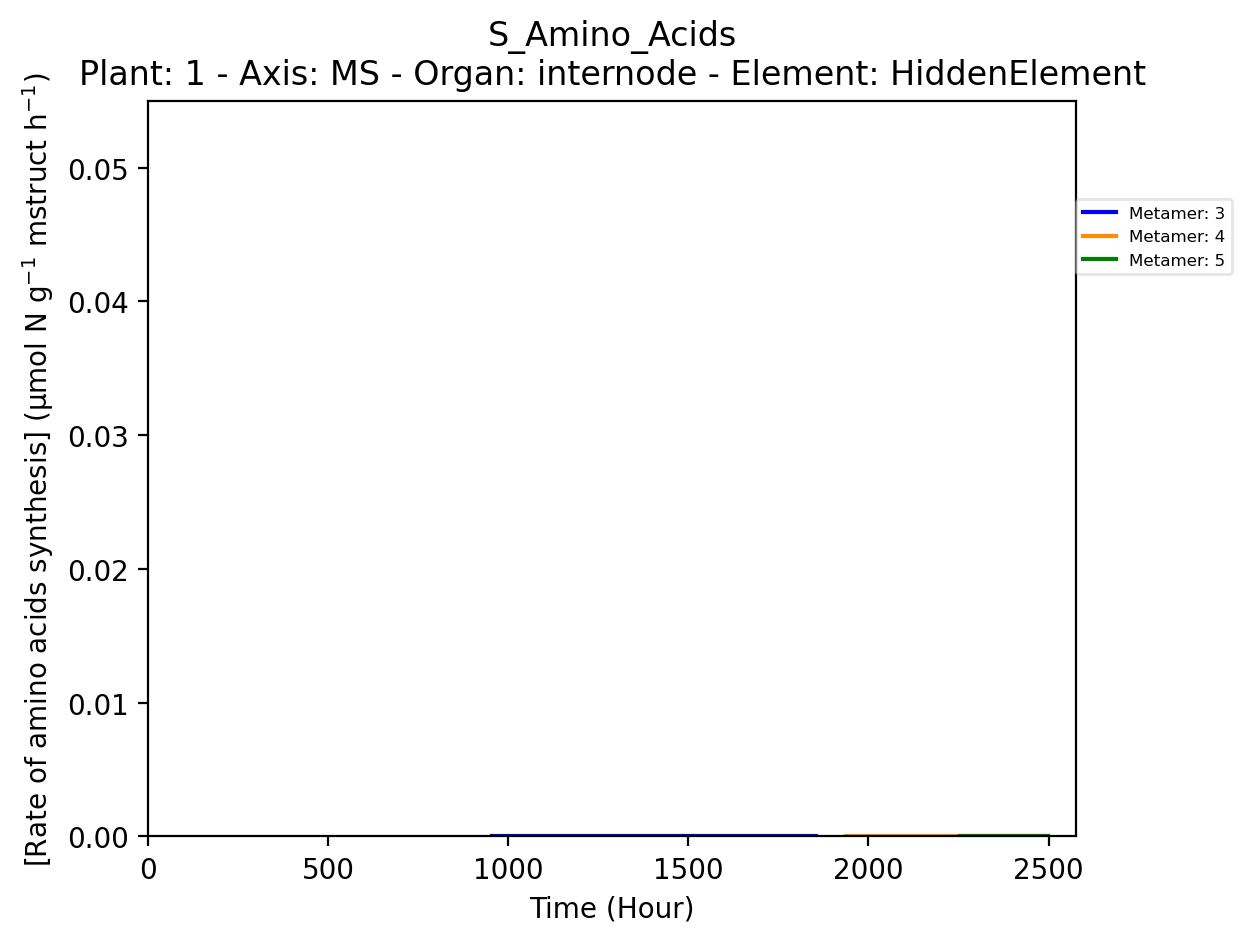 S_Amino_Acids
Plant: 1 - Axis: MS - Organ: internode - Element: HiddenElement
[Rate of amino acids synthesis] (µmol N g⁻¹ mstruct h⁻¹)
0.05
0.04
0.03
0.02
0.01
0.00
0 500 1000 1500 2000 2500
Time (Hour)
Metamer: 3
Metamer: 4
Metamer: 5